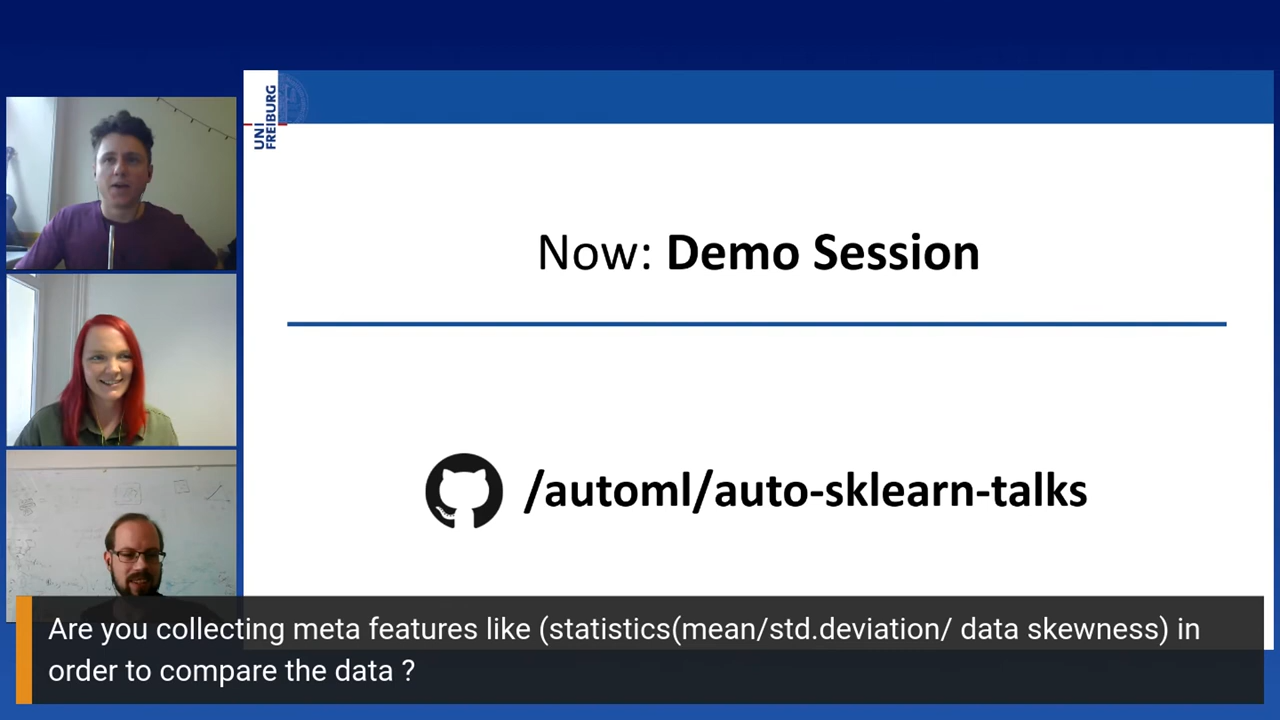 UNI
FREIBURG
Now: Demo Session
/automl/auto-sklearn-talks
Are you collecting meta features like (statistics(mean/std.deviation/ data skewness) in
order to compare the data ?